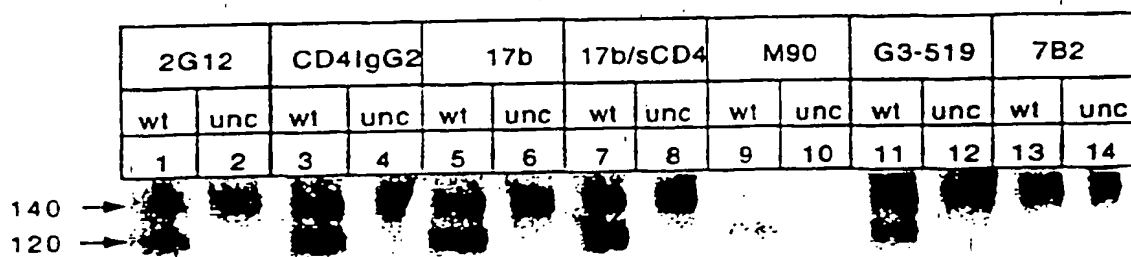 2G12 CD4IgG2 17b 17b/sCD4 M90 G3-519 7B2
wt unc wt unc wt unc wt unc wt unc wt unc wt unc
1 2 3 4 5 6 7 8 9 10 11 12 13 14
140
120